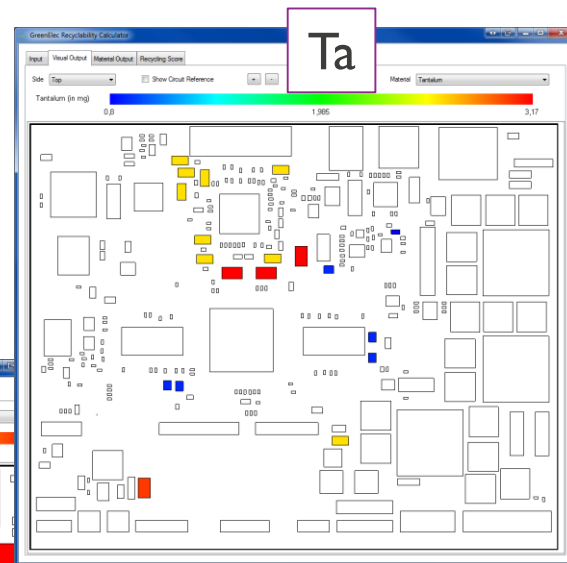 Ta
GreenElec Recyclability Calculator
Input Visual Output Material Output Recycling Score
Side Top Show Circuit Reference + - Material Tantalum
Tantalum (in mg)
0,8 1,985 3,17